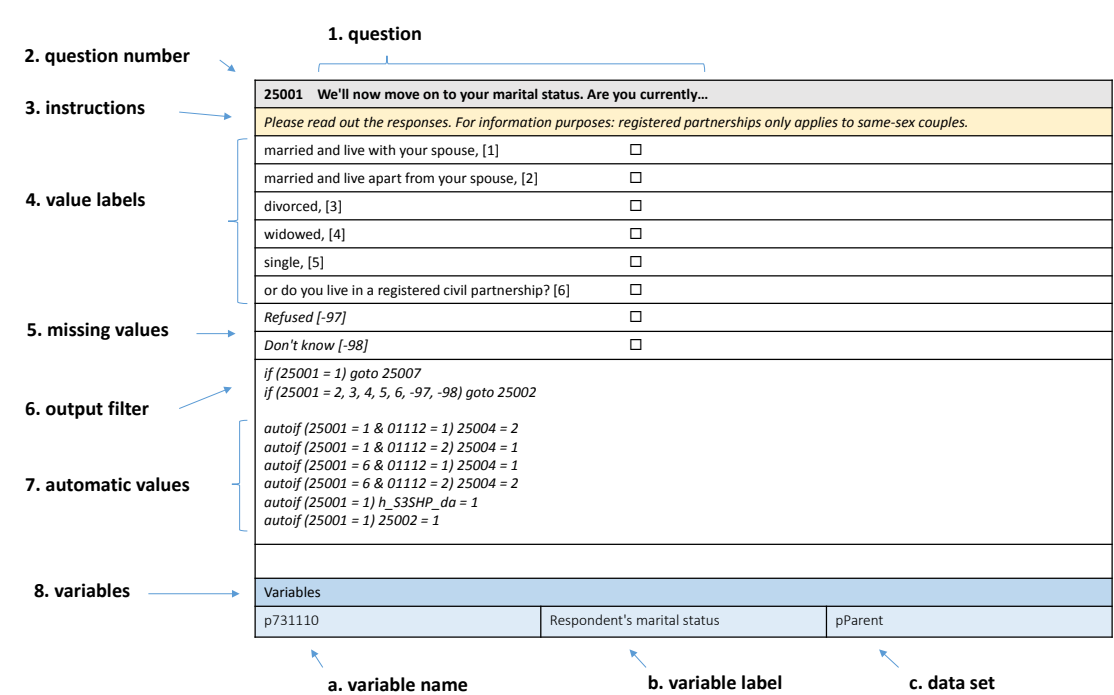 1. question
2. question number
25001 We'll now move on to your marital status. Are you currently…
3. instructions
Please read out the responses. For information purposes: registered partnerships only applies to same-sex couples.
married and live with your spouse, [1]
married and live apart from your spouse, [2]
4. value labels
divorced, [3]
widowed, [4]
single, [5]
or do you live in a registered civil partnership? [6]
5. missing values
Refused [-97]
Don't know [-98]
6. output filter
if (25001 = 1) goto 25007
if (25001 = 2, 3, 4, 5, 6, -97, -98) goto 25002
7. automatic values
autoif (25001 = 1 & 01112 = 1) 25004 = 2
autoif (25001 = 1 & 01112 = 2) 25004 = 1
autoif (25001 = 6 & 01112 = 1) 25004 = 1
autoif (25001 = 6 & 01112 = 2) 25004 = 2
autoif (25001 = 1) h_S3SHP_da = 1
autoif (25001 = 1) 25002 = 1
8. variables
Variables
p731110 Respondent's marital status pParent
a. variable name b. variable label c. data set